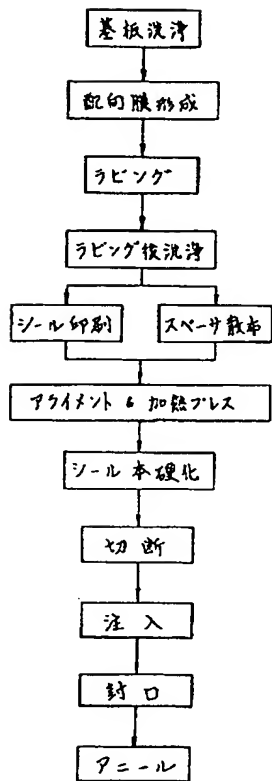 基板洗浄
配向膜形成
ラビング
ラビング後洗浄
シール印刷
スペーサ散布
アライメント & 加熱プレス
シール本硬化
切断
注入
封口
アニール